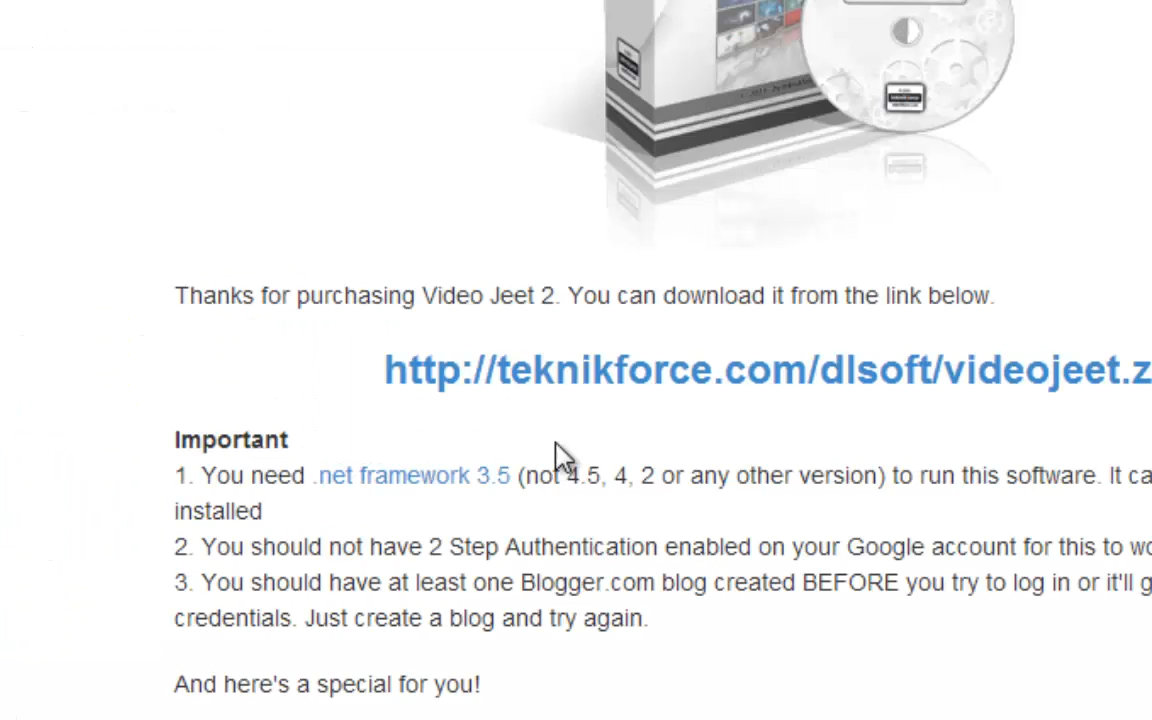 Thanks for purchasing Video Jeet 2. You can download it from the link below.
http://teknikforce.com/dlsoft/videojeet.z
Important
1. You need .net framework 3.5 (not 4.5, 4, 2 or any other version) to run this software. It ca
installed
2. You should not have 2 Step Authentication enabled on your Google account for this to wo
3. You should have at least one Blogger.com blog created BEFORE you try to log in or it'll g
credentials. Just create a blog and try again.
And here's a special for you!